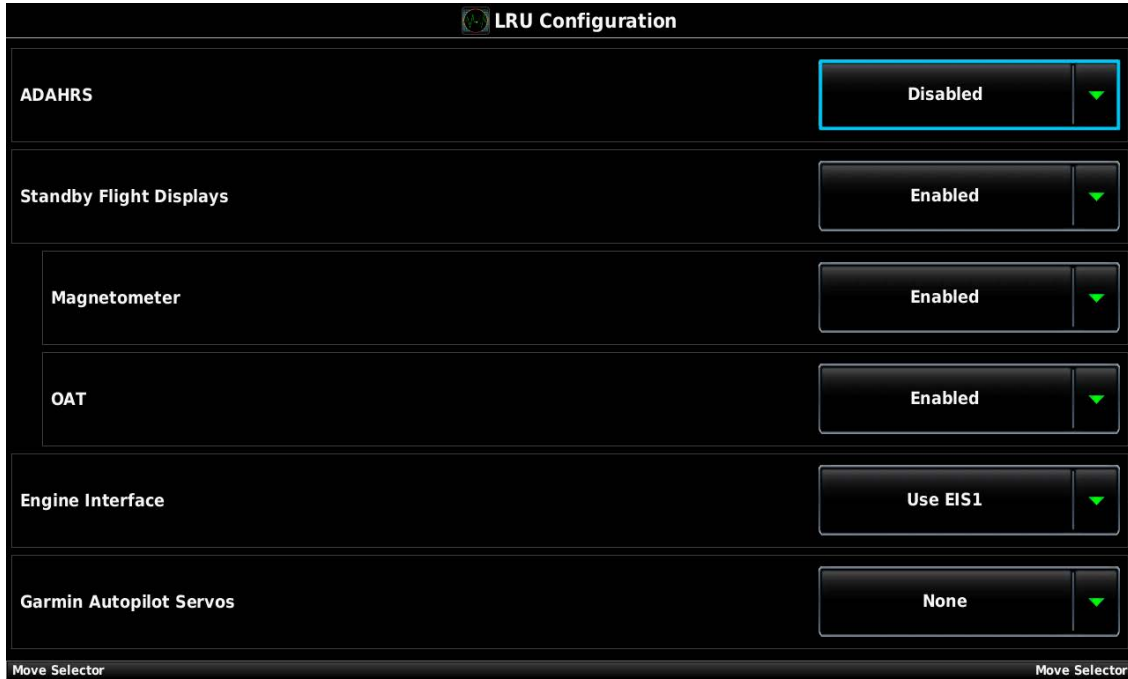 LRU Configuration
ADAHRS Disabled
Standby Flight Displays Enabled
Magnetometer Enabled
OAT Enabled
Engine Interface Use EIS1
Garmin Autopilot Servos None
Move Selector Move Selector